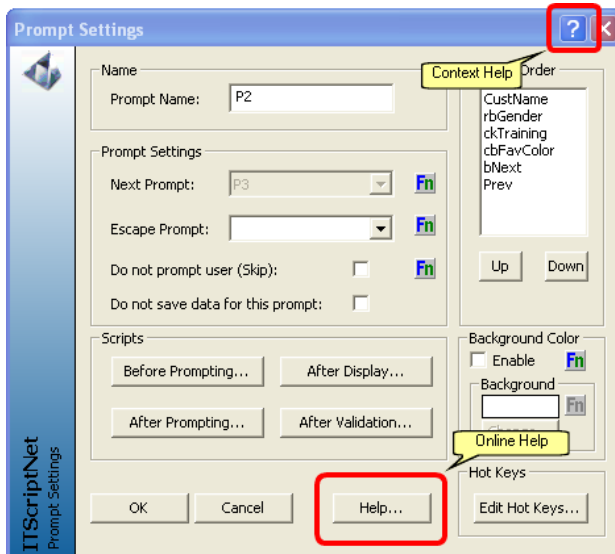 Prompt Settings
?
Context Help
Name
Prompt Name:
P2
Order
CustName
rbGender
ckTraining
cbFavColor
bNext
Prev
Up
Down
Prompt Settings
Next Prompt:
P3
Fn
Escape Prompt:
Fn
Do not prompt user (Skip):
Fn
Do not save data for this prompt:
Scripts
Before Prompting...
After Display...
After Prompting...
After Validation...
Background Color
Enable
Fn
Background
Fn
Online Help
Hot Keys
Edit Hot Keys...
OK
Cancel
Help...
ITScriptNet
Prompt Settings